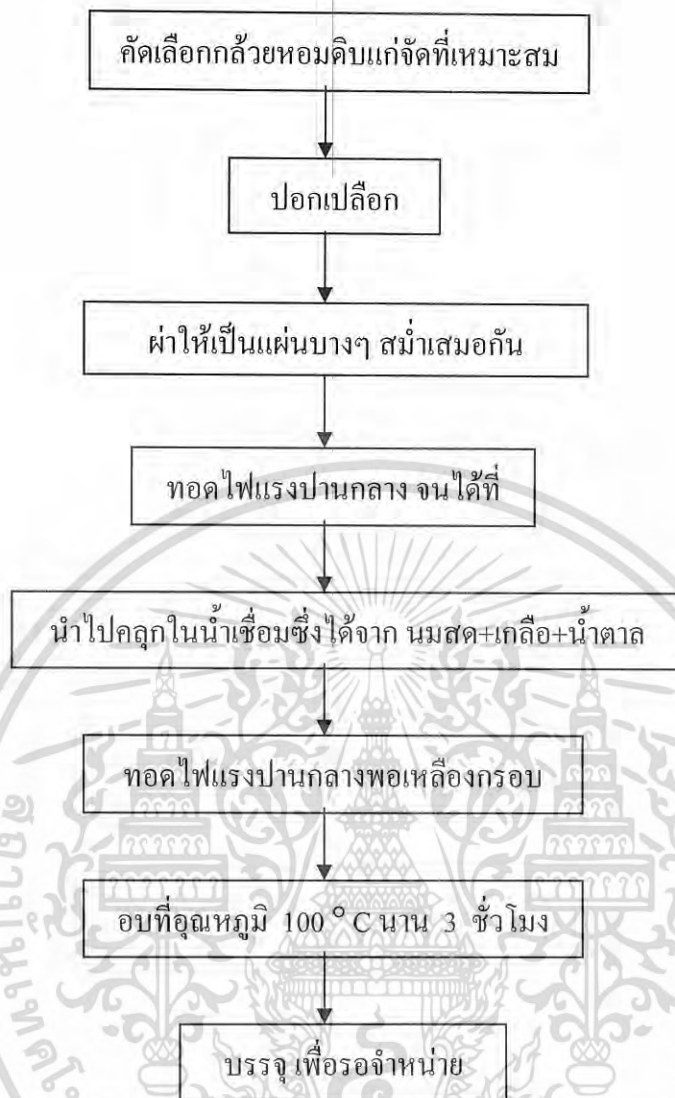 คัดเลือกกล้วยหอมดิบแก่จัดที่เหมาะสม
ปอกเปลือก
ผ่าให้เป็นแผ่นบางๆ สม่ำเสมอกัน
ทอดไฟแรงปานกลาง จนได้ที่
นำไปคลุกในน้ำเชื่อมซึ่งได้จาก นมสด+เกลือ+น้ำตาล
ทอดไฟแรงปานกลางพอเหลืองกรอบ
อบที่อุณหภูมิ 100 °C นาน 3 ชั่วโมง
บรรจุ เพื่อรอจำหน่าย